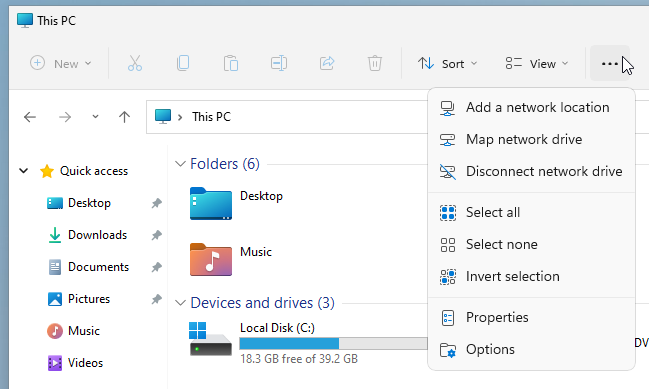 This PC
New
Sort
View
This PC
Add a network location
Map network drive
Disconnect network drive
Select all
Select none
Invert selection
Properties
Options
Quick access
Desktop
Downloads
Documents
Pictures
Music
Videos
Folders (6)
Desktop
Music
Devices and drives (3)
Local Disk (C:)
18.3 GB free of 39.2 GB
DV